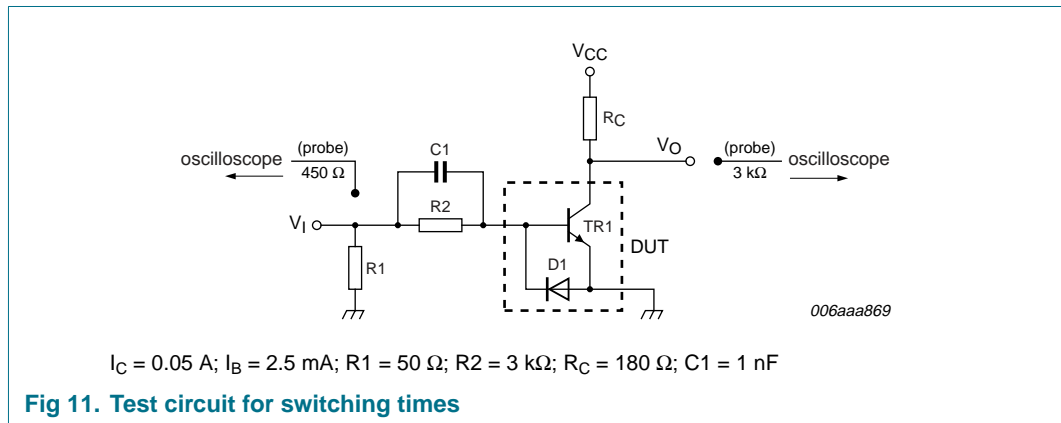 VCC
RC
VO
(probe)
oscilloscope
450 Ω
C1
(probe)
oscilloscope
3 kΩ
R2
VI
TR1
DUT
R1
D1
006aaa869
IC = 0.05 A; IB = 2.5 mA; R1 = 50 Ω; R2 = 3 kΩ; RC = 180 Ω; C1 = 1 nF
Fig 11. Test circuit for switching times